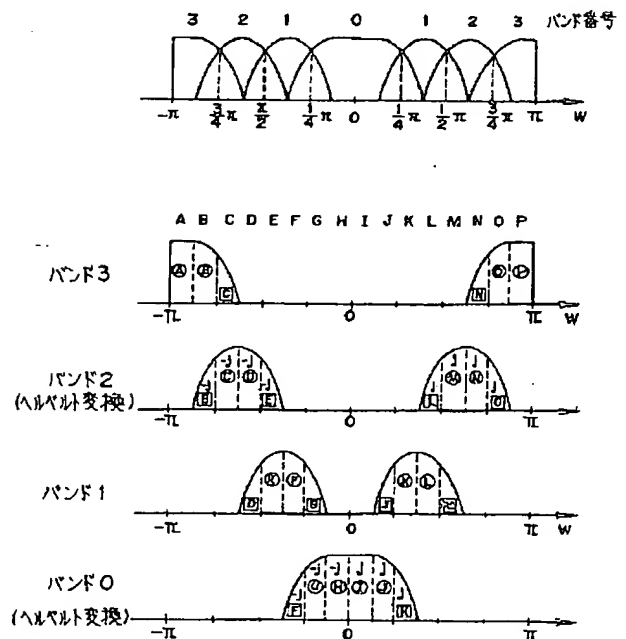 3 2 1 0 1 2 3 バンド番号
-π 3/4π π/2 1/4π 0 1/4π 1/2π 3/4π π W
A B C D E F G H I J K L M N O P
バンド3
A B C N O P
-π 0 π W
バンド2
(ヘルベルト変換)
-J -J J J
-J C D -J J M N J
B E L O
-π 0 π
バンド1
F K L
D G J M
-π 0 π W
バンド0
(ヘルベルト変換)
-J -J J J
-J G H I J J
F K
-π 0 π W